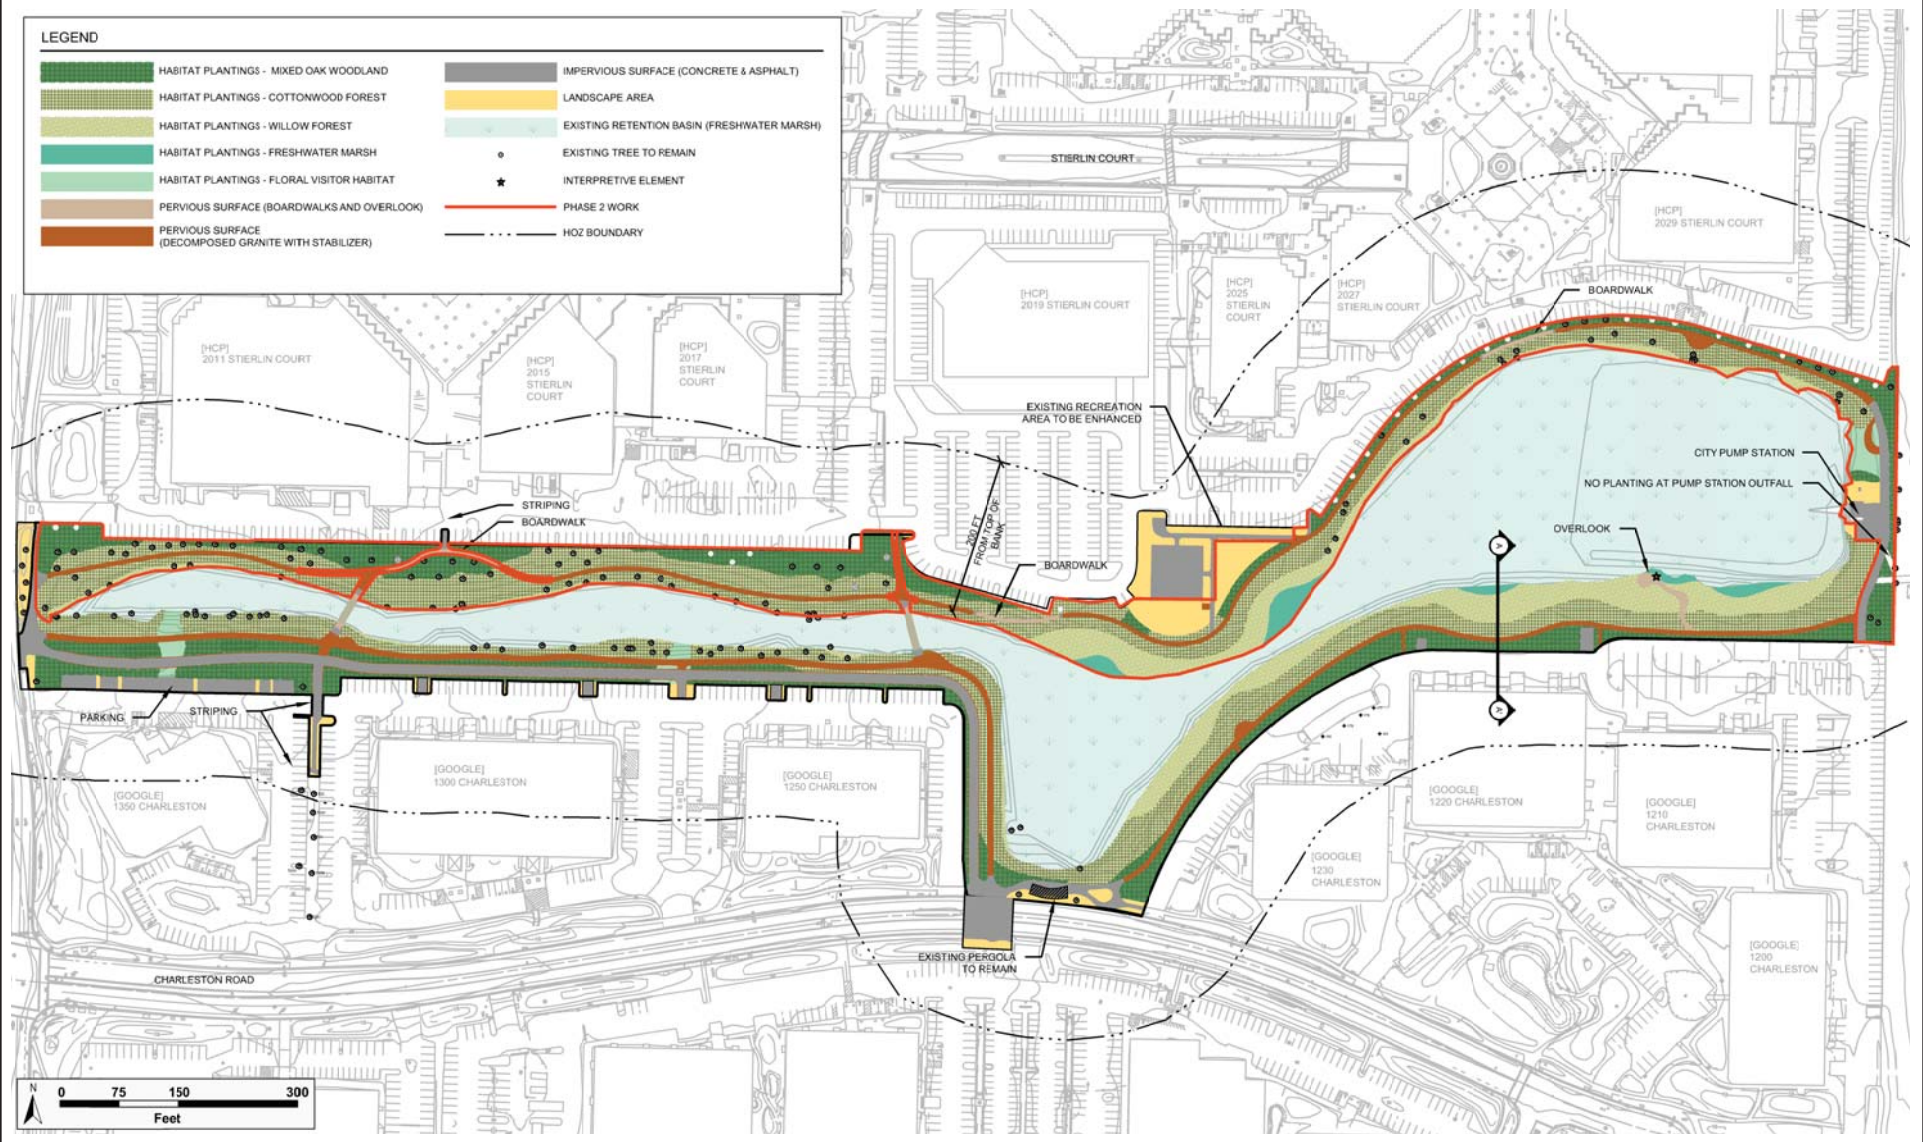 LEGEND
HABITAT PLANTINGS - MIXED OAK WOODLAND
HABITAT PLANTINGS - COTTONWOOD FOREST
HABITAT PLANTINGS - WILLOW FOREST
HABITAT PLANTINGS - FRESHWATER MARSH
HABITAT PLANTINGS - FLORAL VISITOR HABITAT
PERVIOUS SURFACE (BOARDWALKS AND OVERLOOK)
PERVIOUS SURFACE
(DECOMPOSED GRANITE WITH STABILIZER)
IMPERVIOUS SURFACE (CONCRETE & ASPHALT)
LANDSCAPE AREA
EXISTING RETENTION BASIN (FRESHWATER MARSH)
EXISTING TREE TO REMAIN
INTERPRETIVE ELEMENT
PHASE 2 WORK
HOZ BOUNDARY
STIERLIN COURT
[HCP]
2029 STIERLIN COURT
[HCP]
2019 STIERLIN COURT
[HCP]
2025
STIERLIN
COURT
[HCP]
2027
STIERLIN COURT
BOARDWALK
[HCP]
2011 STIERLIN COURT
[HCP]
2015
STIERLIN
COURT
[HCP]
2017
STIERLIN
COURT
EXISTING RECREATION
AREA TO BE ENHANCED
CITY PUMP STATION
NO PLANTING AT PUMP STATION OUTFALL
STRIPING
BOARDWALK
200 FT
FROM TOP OF
BANK
OVERLOOK
BOARDWALK
A
A'
PARKING
STRIPING
[GOOGLE]
1350 CHARLESTON
[GOOGLE]
1300 CHARLESTON
[GOOGLE]
1250 CHARLESTON
[GOOGLE]
1220 CHARLESTON
[GOOGLE]
1210
CHARLESTON
[GOOGLE]
1230
CHARLESTON
[GOOGLE]
1200
CHARLESTON
EXISTING PERGOLA
TO REMAIN
CHARLESTON ROAD
N
0 75 150 300
Feet